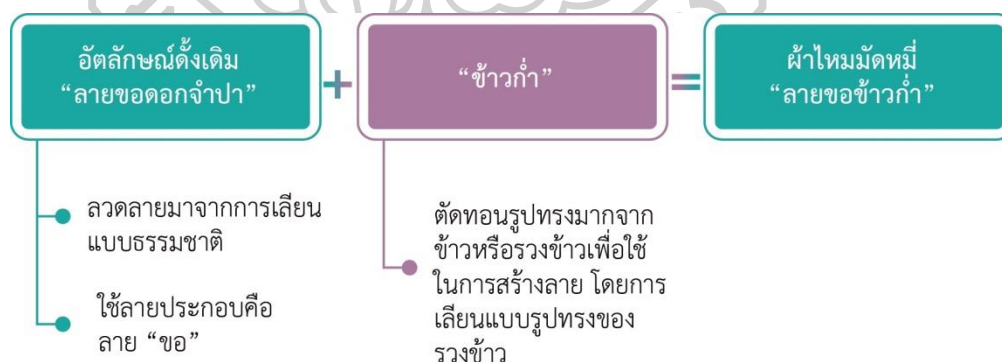 อัตลักษณ์ดั้งเดิม
“ลายขอดอกจำปา”
+
“ข้าวก่ำ”
=
ผ้าไหมมัดหมี่
“ลายขอข้าวก่ำ”
ลวดลายมาจากการเลียน
แบบธรรมชาติ
ใช้ลายประกอบคือ
ลาย “ขอ”
ตัดทอนรูปทรงมากจาก
ข้าวหรือรวงข้าวเพื่อใช้
ในการสร้างลาย โดยการ
เลียนแบบรูปทรงของ
รวงข้าว